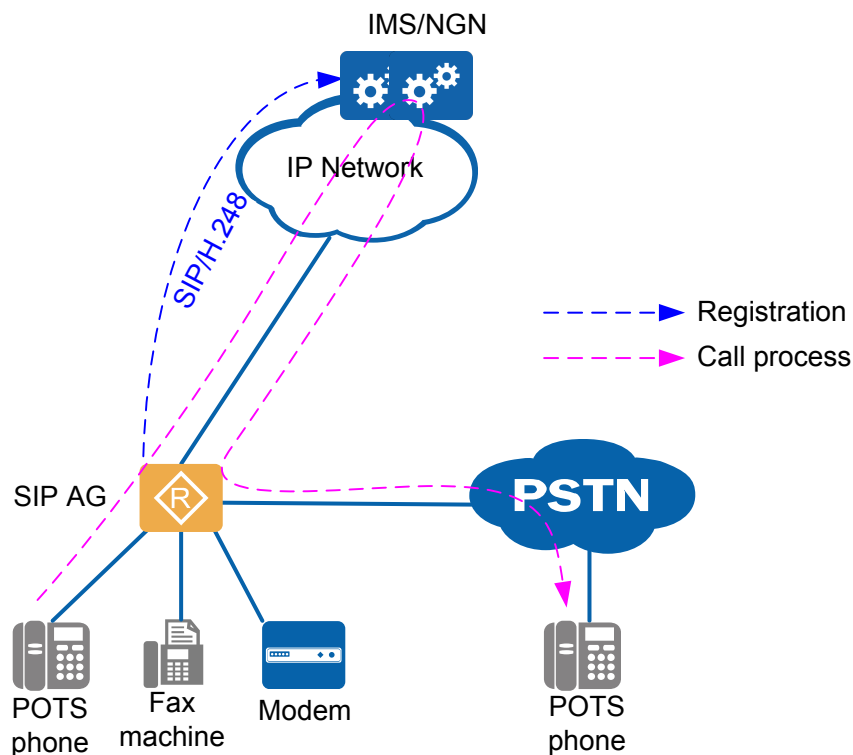 IMS/NGN
IP Network
SIP/H.248
Registration
Call process
SIP AG
R
PSTN
POTS
phone
Fax
machine
Modem
POTS
phone